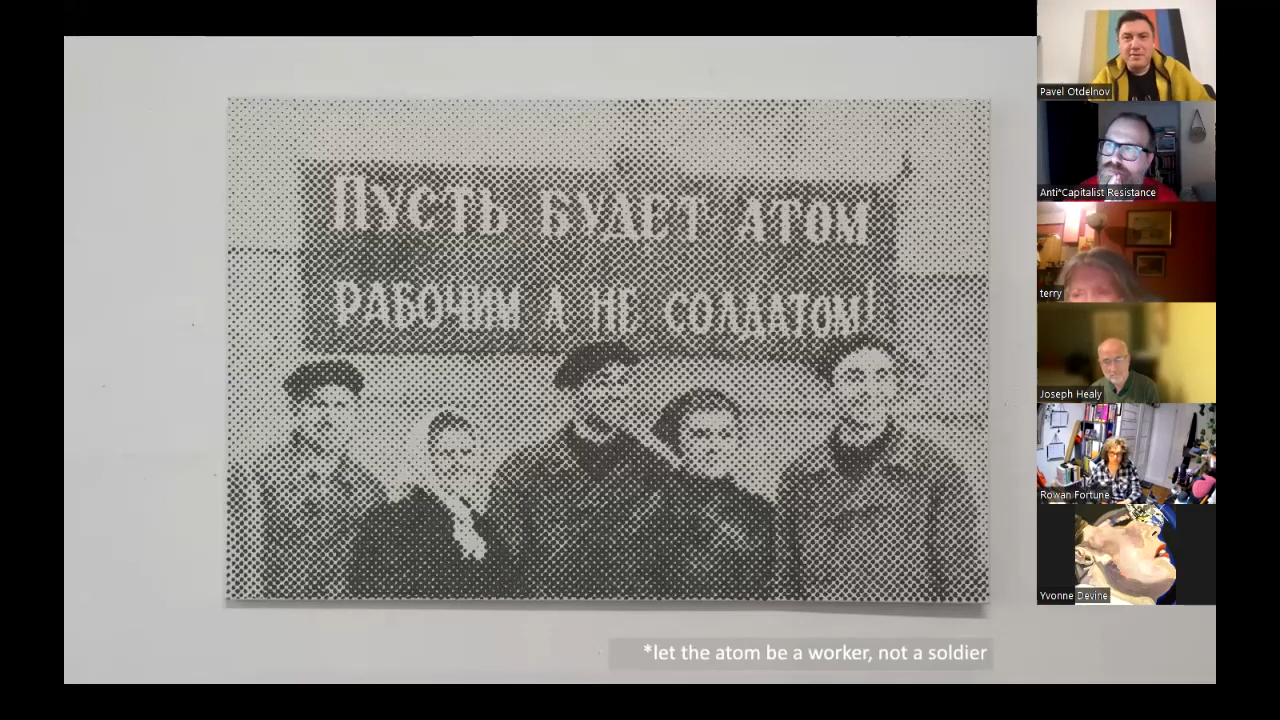 ПУСТЬ БУДЕТ АТОМ
РАБОЧИМ А НЕ СОЛДАТОМ!
*let the atom be a worker, not a soldier
Pavel Otdelnov
Anti*Capitalist Resistance
terry
Joseph Healy
Rowan Fortune
Yvonne Devine